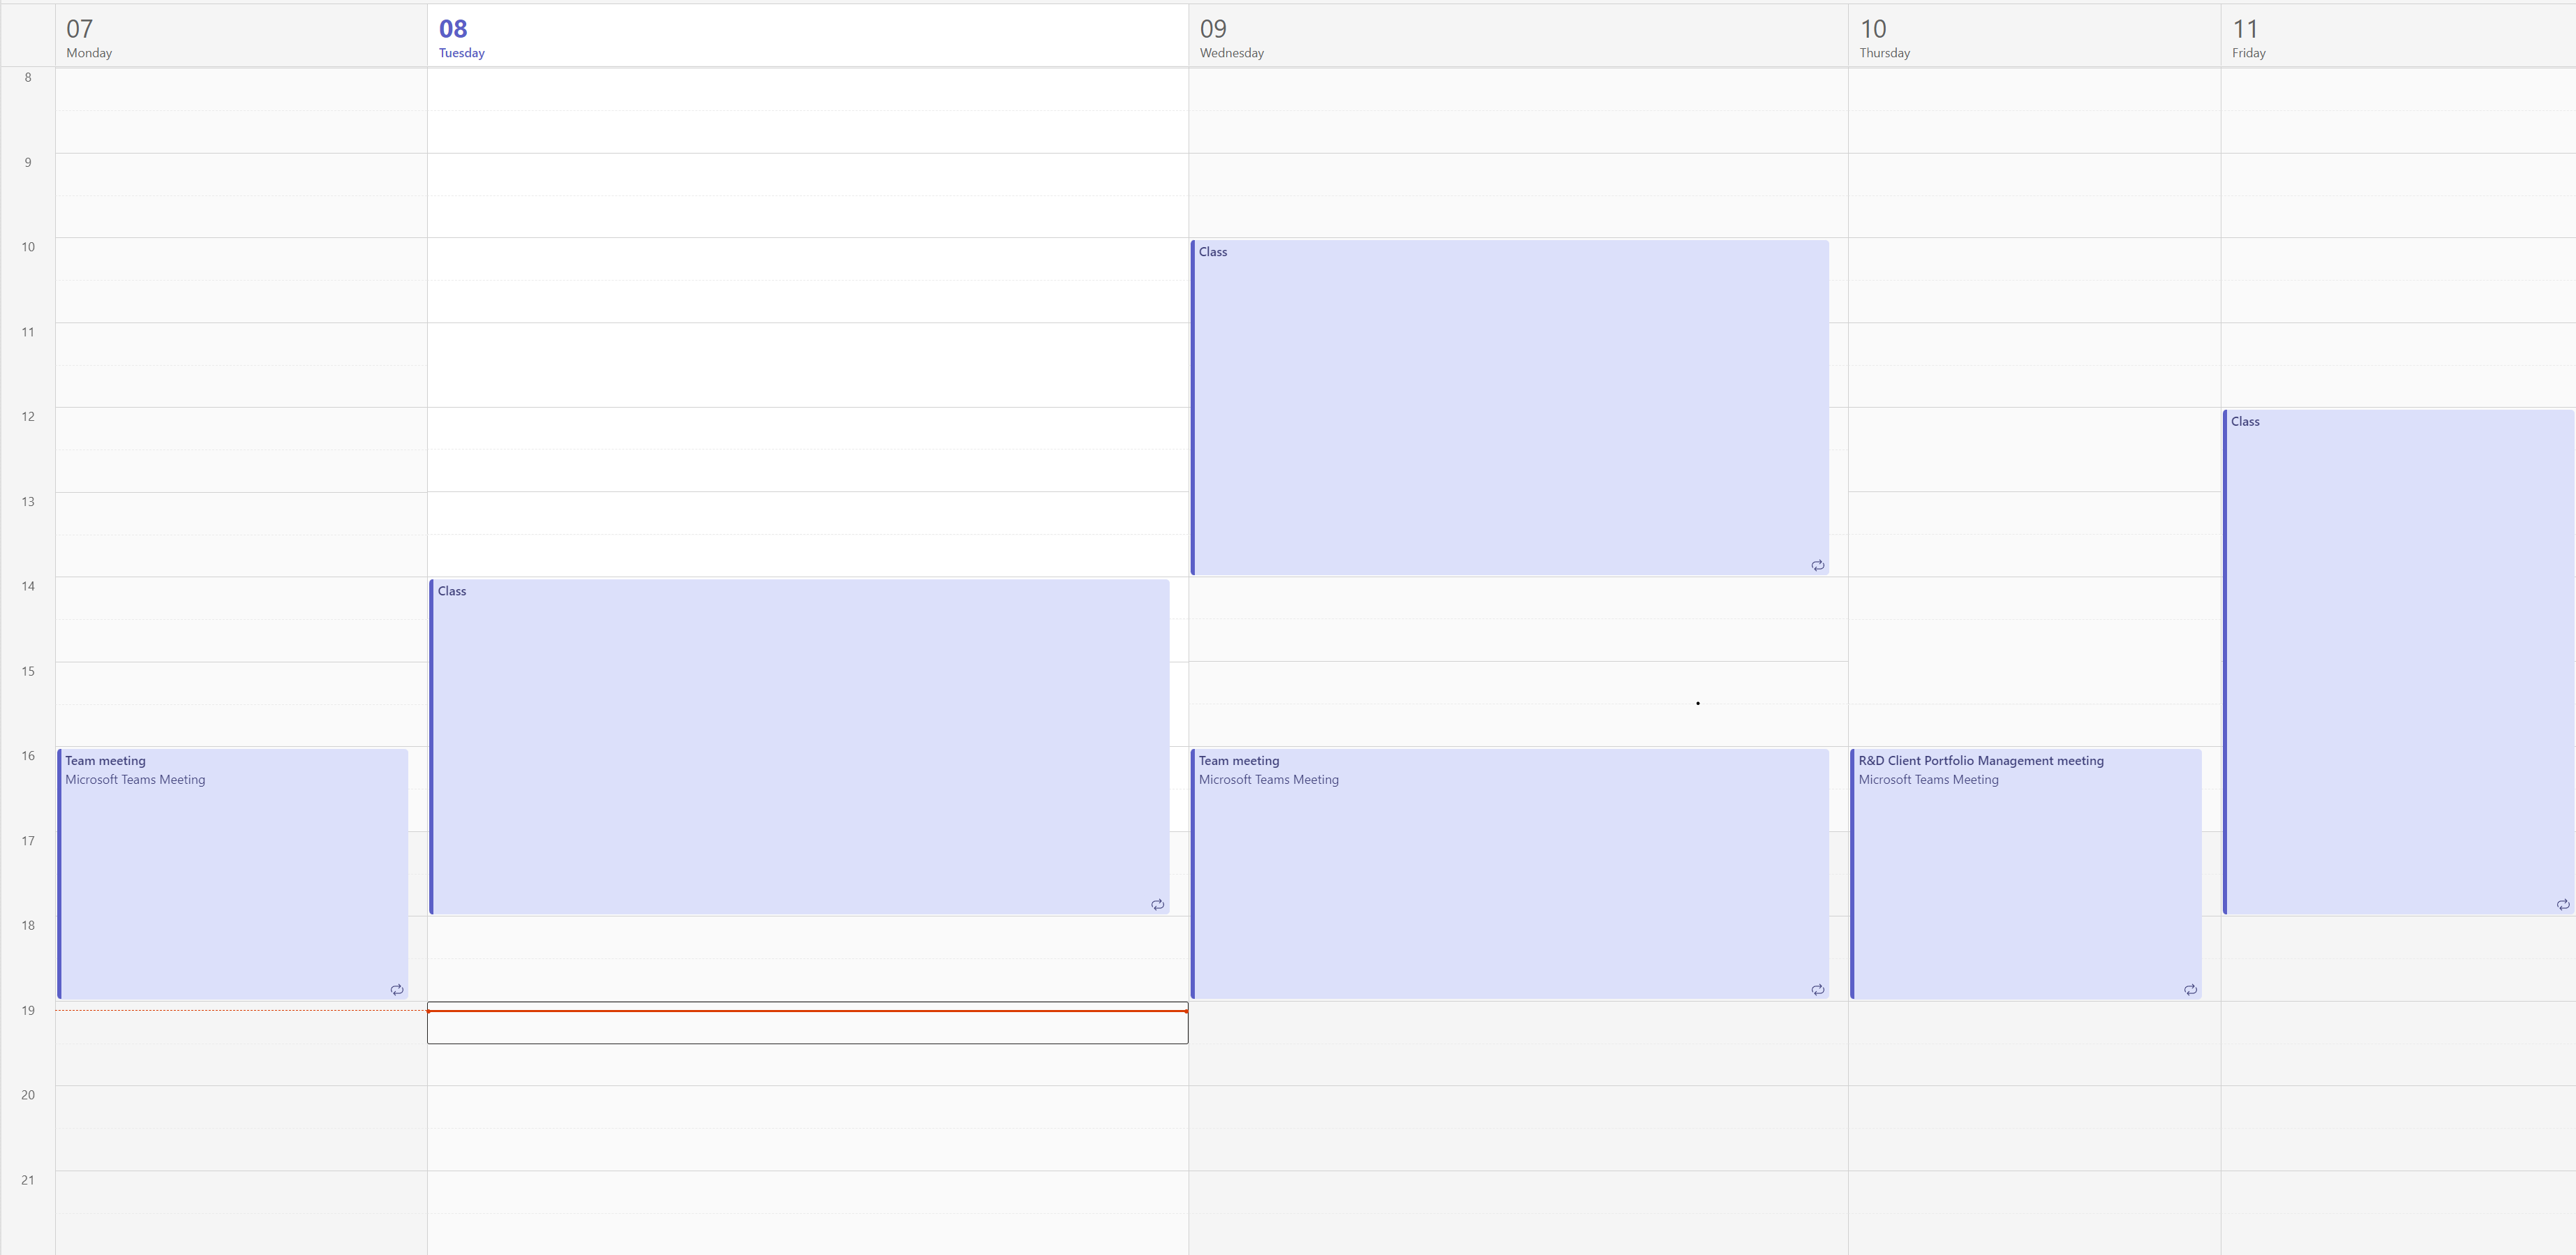 07
Monday
08
Tuesday
09
Wednesday
10
Thursday
11
Friday
8
9
10
11
12
13
14
15
16
17
18
19
20
21
Team meeting
Microsoft Teams Meeting
Class
Class
Team meeting
Microsoft Teams Meeting
R&D Client Portfolio Management meeting
Microsoft Teams Meeting
Class